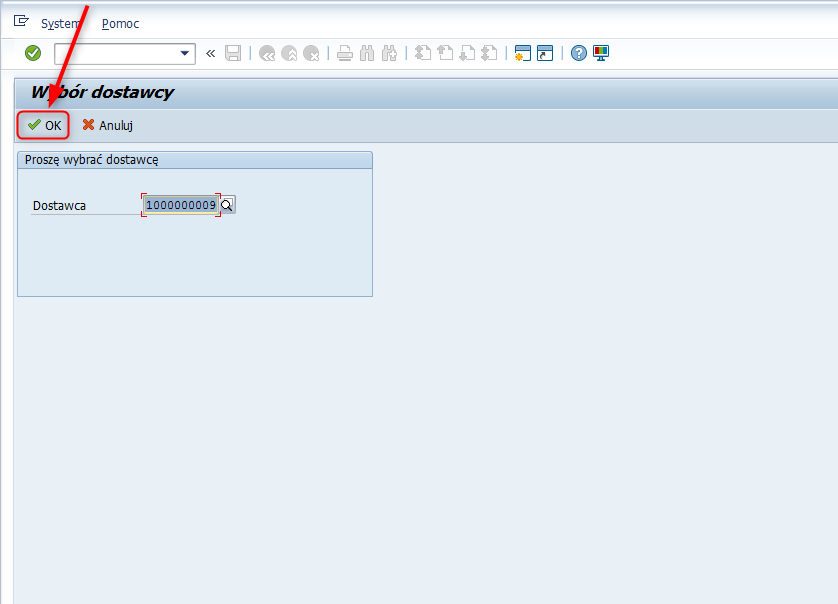 System Pomoc
Wybór dostawcy
OK Anuluj
Proszę wybrać dostawcę
Dostawca 1000000009